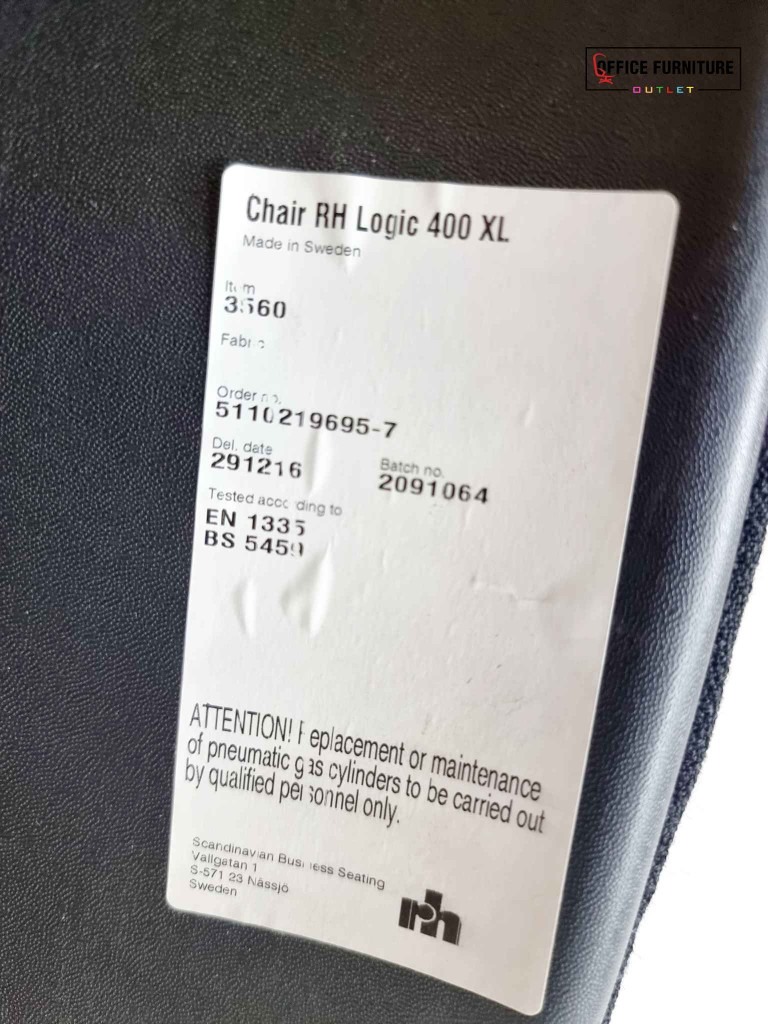 OFFICE FURNITURE
OUTLET
Chair RH Logic 400 XL
Made in Sweden
Item
3560
Fabric
Order no.
5110219695-7
Del. date
291216
Batch no.
2091064
Tested according to
EN 1335
BS 5459
ATTENTION! Replacement or maintenance
of pneumatic gas cylinders to be carried out
by qualified personnel only.
Scandinavian Business Seating
Vallgatan 1
S-571 23 Nässjö
Sweden
rh